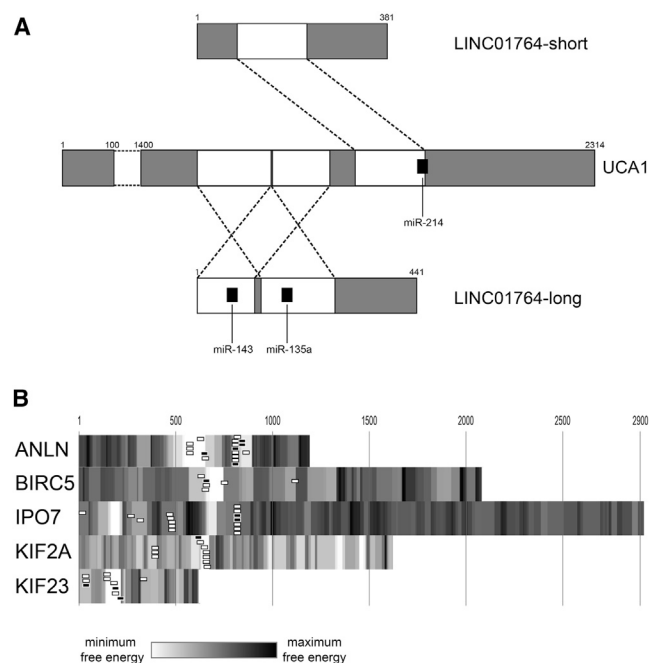 A
1 381
LINC01764-short
1 100 1400 2314
UCA1
miR-214
1 441
LINC01764-long
miR-143 miR-135a
B
1 500 1000 1500 2000 2500 2900
ANLN
BIRC5
IPO7
KIF2A
KIF23
minimum maximum
free energy free energy